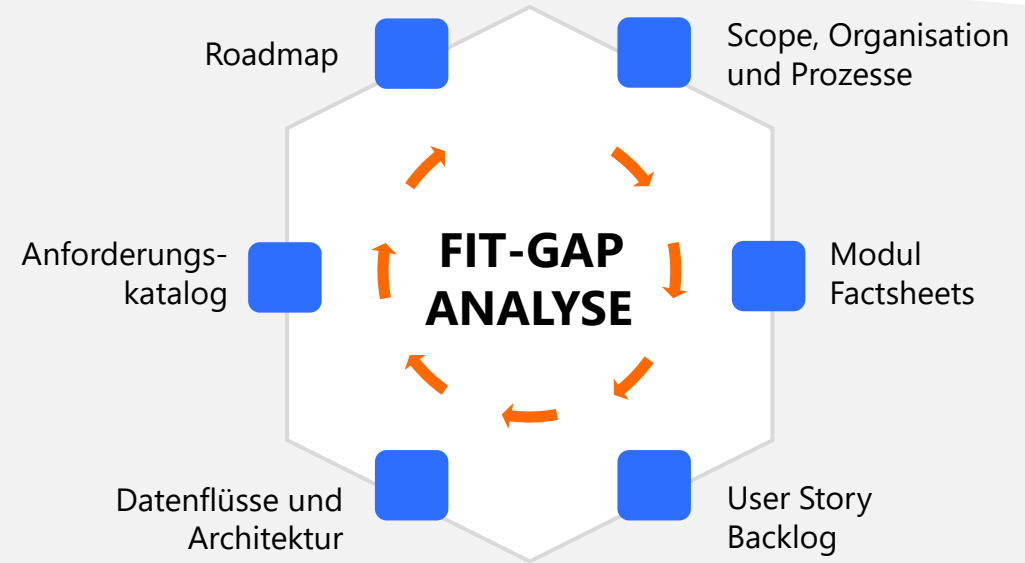 Roadmap
Scope, Organisation
und Prozesse
Anforderungs-
katalog
FIT-GAP
ANALYSE
Modul
Factsheets
Datenflüsse und
Architektur
User Story
Backlog